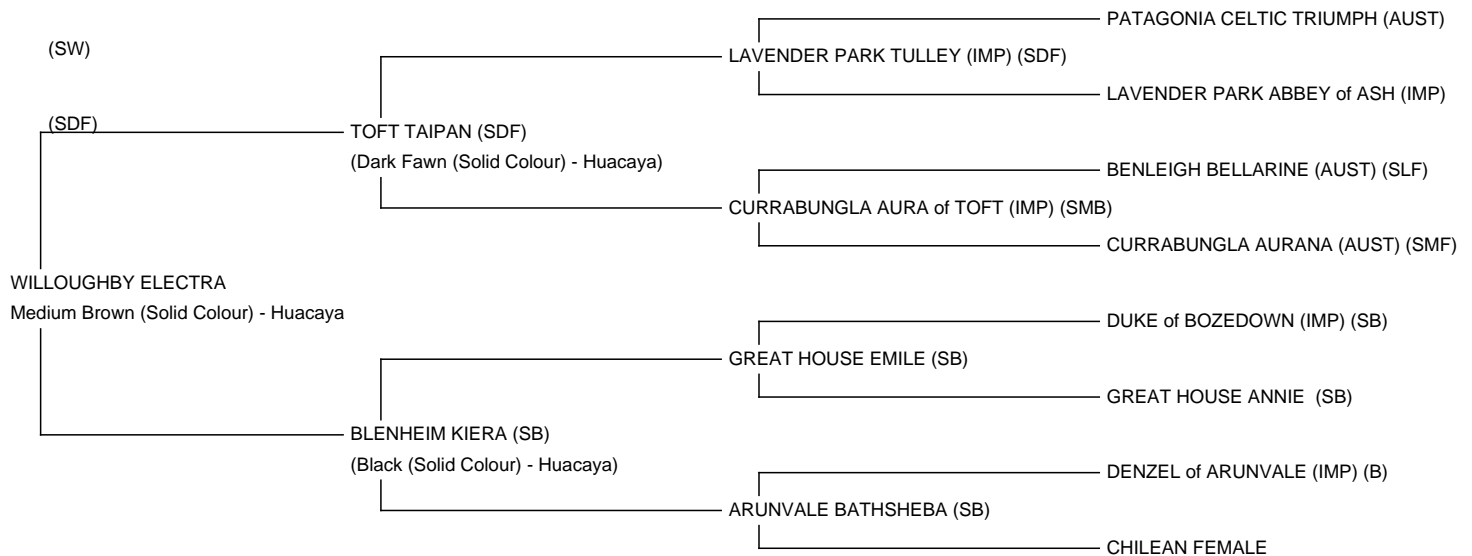 PATAGONIA CELTIC TRIUMPH (AUST)
(SW)
LAVENDER PARK TULLEY (IMP) (SDF)
LAVENDER PARK ABBEY of ASH (IMP)
(SDF)
TOFT TAIPAN (SDF)
(Dark Fawn (Solid Colour) - Huacaya)
BENLEIGH BELLARINE (AUST) (SLF)
CURRABUNGLA AURA of TOFT (IMP) (SMB)
CURRABUNGLA AURANA (AUST) (SMF)
WILLOUGHBY ELECTRA
Medium Brown (Solid Colour) - Huacaya
DUKE of BOZEDOWN (IMP) (SB)
GREAT HOUSE EMILE (SB)
GREAT HOUSE ANNIE (SB)
BLENHEIM KIERA (SB)
(Black (Solid Colour) - Huacaya)
DENZEL of ARUNVALE (IMP) (B)
ARUNVALE BATHSHEBA (SB)
CHILEAN FEMALE